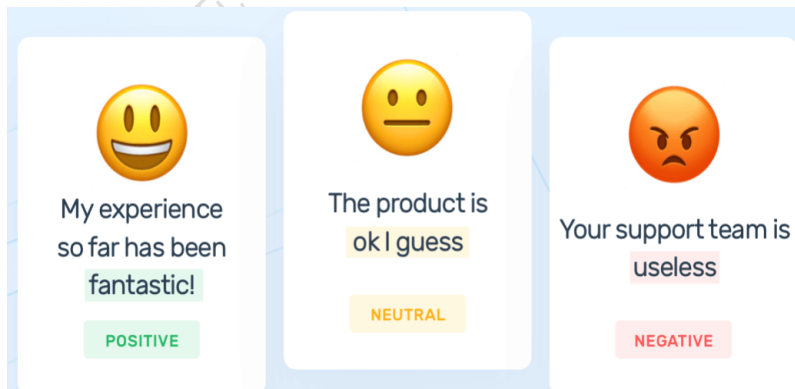 My experience
so far has been
fantastic!
POSITIVE
The product is
ok I guess
NEUTRAL
Your support team is
useless
NEGATIVE